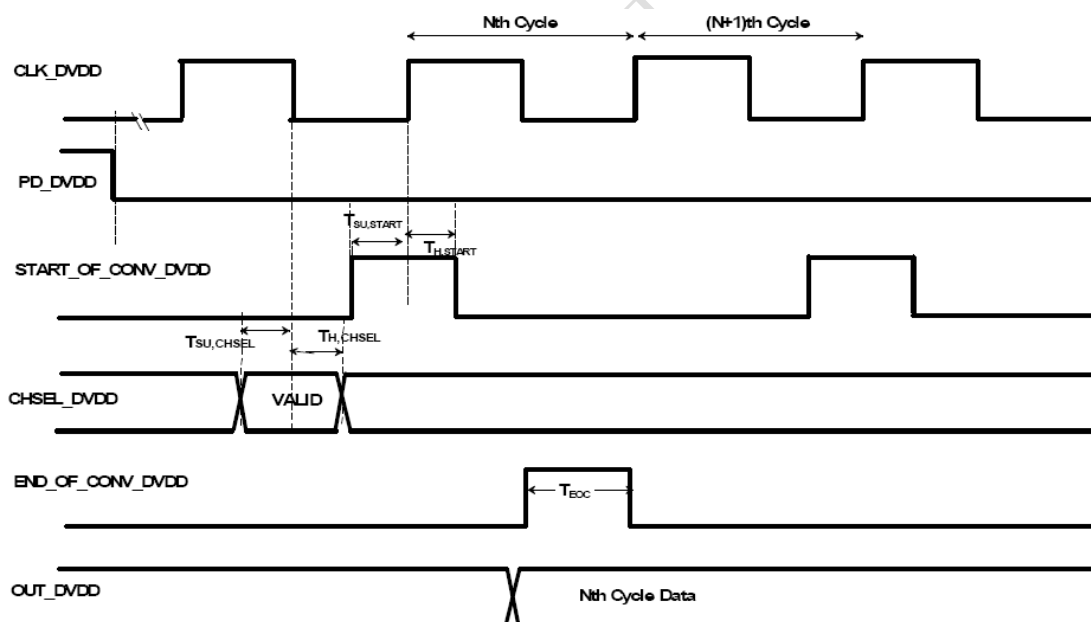 Nth Cycle
(N+1)th Cycle
CLK_DVDD
PD_DVDD
TSU,START
TH,START
START_OF_CONV_DVDD
TSU,CHSEL
TH,CHSEL
CHSEL_DVDD
VALID
END_OF_CONV_DVDD
TEOC
OUT_DVDD
Nth Cycle Data